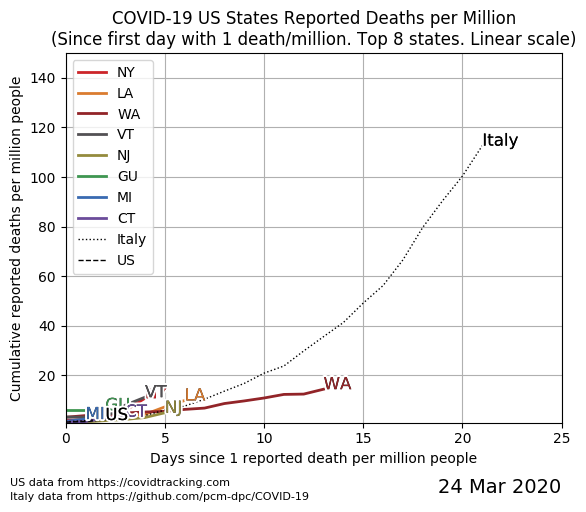 COVID-19 US States Reported Deaths per Million
(Since first day with 1 death/million. Top 8 states. Linear scale)
Cumulative reported deaths per million people
140
120
100
80
60
40
20
NY
LA
WA
VT
NJ
GU
MI
CT
Italy
US
Italy
WA
VT
LA
GU
NJ
CT
MI
US
0
5
10
15
20
25
Days since 1 reported death per million people
US data from https://covidtracking.com
Italy data from https://github.com/pcm-dpc/COVID-19
24 Mar 2020